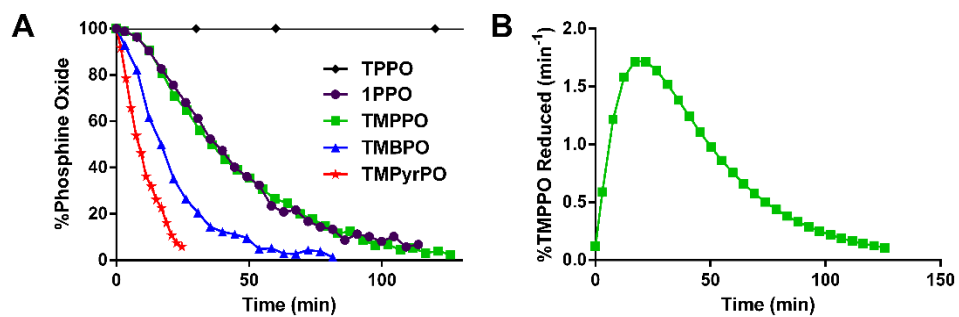 A
%Phosphine Oxide
100
80
60
40
20
0
0
50
100
Time (min)
TPPO
1PPO
TMPPO
TMBPO
TMPyrPO
B
%TMPPO Reduced (min⁻¹)
2.0
1.5
1.0
0.5
0.0
0
50
100
150
Time (min)